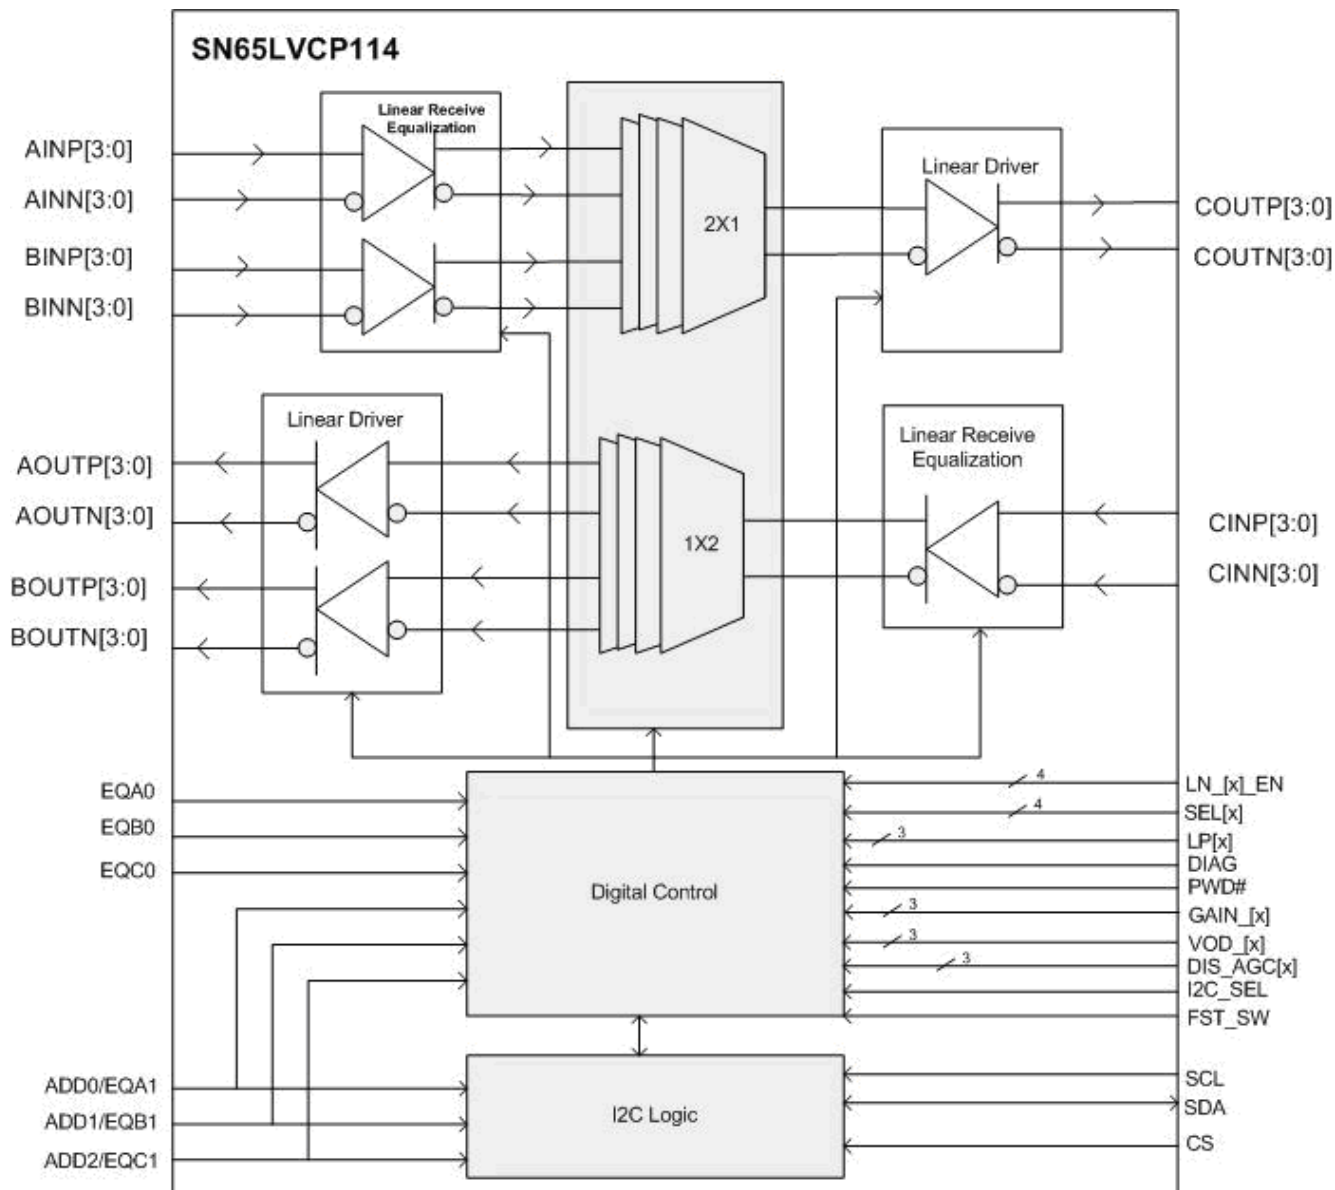 SN65LVCP114
Linear Receive
Equalization
AINP[3:0]
AINN[3:0]
BINP[3:0]
BINN[3:0]
2X1
Linear Driver
COUTP[3:0]
COUTN[3:0]
Linear Driver
AOUTP[3:0]
AOUTN[3:0]
BOUTP[3:0]
BOUTN[3:0]
1X2
Linear Receive
Equalization
CINP[3:0]
CINN[3:0]
EQA0
EQB0
EQC0
Digital Control
4
LN_[x]_EN
4
SEL[x]
3
LP[x]
DIAG
PWD#
3
GAIN_[x]
3
VOD_[x]
3
DIS_AGC[x]
I2C_SEL
FST_SW
ADD0/EQA1
ADD1/EQB1
ADD2/EQC1
I2C Logic
SCL
SDA
CS